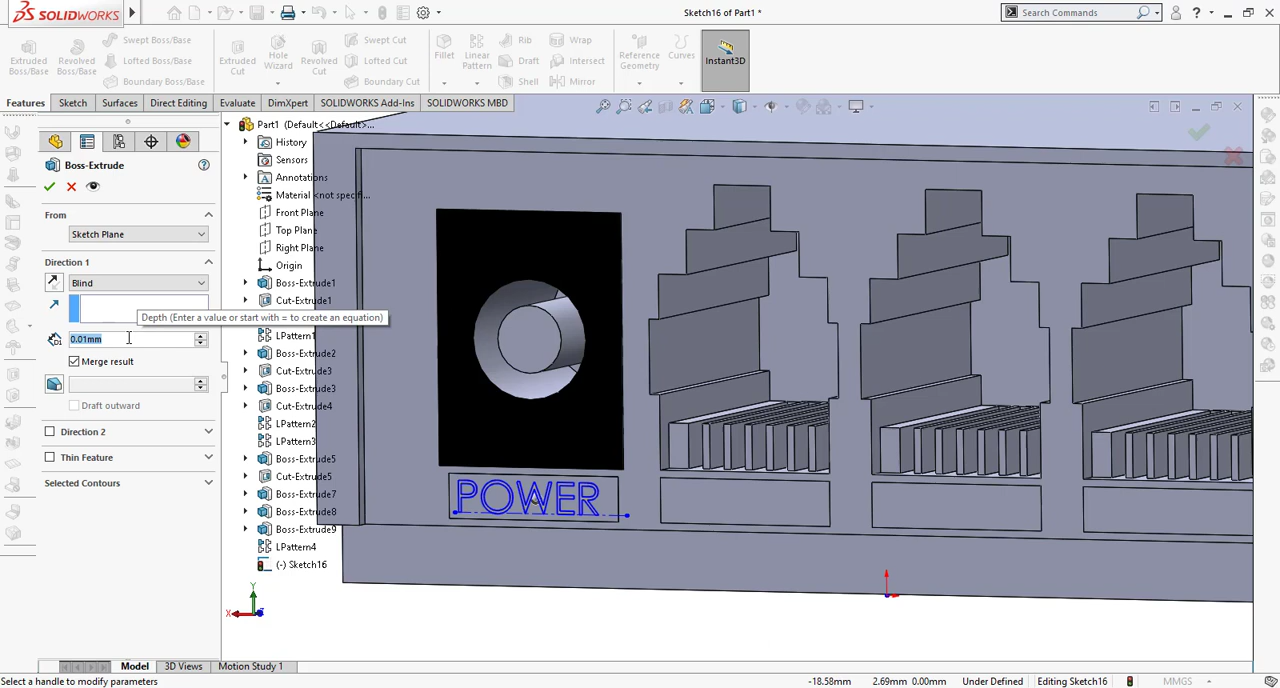 SOLIDWORKS
Sketch16 of Part1 *
Search Commands
Extruded Boss/Base
Revolved Boss/Base
Swept Boss/Base
Lofted Boss/Base
Boundary Boss/Base
Extruded Cut
Hole Wizard
Revolved Cut
Swept Cut
Lofted Cut
Boundary Cut
Fillet
Linear Pattern
Rib
Draft
Shell
Wrap
Intersect
Mirror
Reference Geometry
Curves
Instant3D
Features
Sketch
Surfaces
Direct Editing
Evaluate
DimXpert
SOLIDWORKS Add-Ins
SOLIDWORKS MBD
Boss-Extrude
From
Sketch Plane
Direction 1
Blind
Depth (Enter a value or start with = to create an equation)
0.01mm
Merge result
Draft outward
Direction 2
Thin Feature
Selected Contours
Part1 (Default<<Default>...
History
Sensors
Annotations
Material <not specif...
Front Plane
Top Plane
Right Plane
Origin
Boss-Extrude1
Cut-Extrude1
LPattern1
Boss-Extrude2
Cut-Extrude3
Boss-Extrude3
Cut-Extrude4
LPattern2
LPattern3
Boss-Extrude5
Cut-Extrude5
Boss-Extrude7
Boss-Extrude8
Boss-Extrude9
LPattern4
(-) Sketch16
POWER
Y
X
Model
3D Views
Motion Study 1
Select a handle to modify parameters
-18.58mm
2.69mm 0.00mm
Under Defined
Editing Sketch16
MMGS